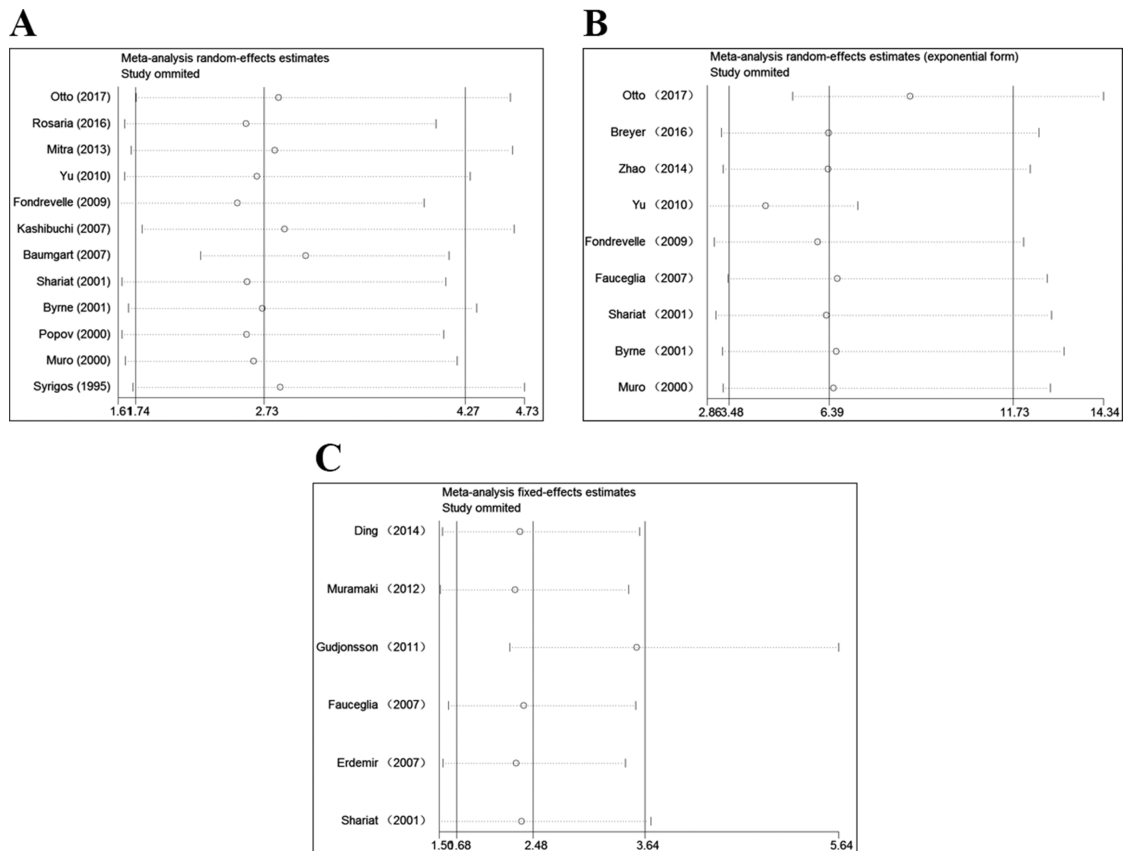 A
Meta-analysis random-effects estimates
Study ommited
Otto (2017)
Rosaria (2016)
Mitra (2013)
Yu (2010)
Fondrevelle (2009)
Kashibuchi (2007)
Baumgart (2007)
Shariat (2001)
Byrne (2001)
Popov (2000)
Muro (2000)
Syrigos (1995)
1.61 1.74 2.73 4.27 4.73
B
Meta-analysis random-effects estimates (exponential form)
Study ommited
Otto （2017）
Breyer （2016）
Zhao （2014）
Yu （2010）
Fondrevelle （2009）
Fauceglia （2007）
Shariat （2001）
Byrne （2001）
Muro （2000）
2.86 3.48 6.39 11.73 14.34
C
Meta-analysis fixed-effects estimates
Study ommited
Ding （2014）
Muramaki （2012）
Gudjonsson （2011）
Fauceglia （2007）
Erdemir （2007）
Shariat （2001）
1.50 1.68 2.48 3.64 5.64